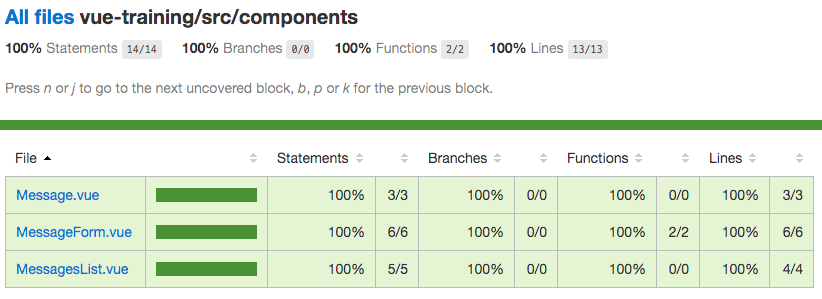 All files vue-training/src/components
100% Statements 14/14 100% Branches 0/0 100% Functions 2/2 100% Lines 13/13
Press n or j to go to the next uncovered block, b, p or k for the previous block.
File Statements Branches Functions Lines
Message.vue 100% 3/3 100% 0/0 100% 0/0 100% 3/3
MessageForm.vue 100% 6/6 100% 0/0 100% 2/2 100% 6/6
MessagesList.vue 100% 5/5 100% 0/0 100% 0/0 100% 4/4